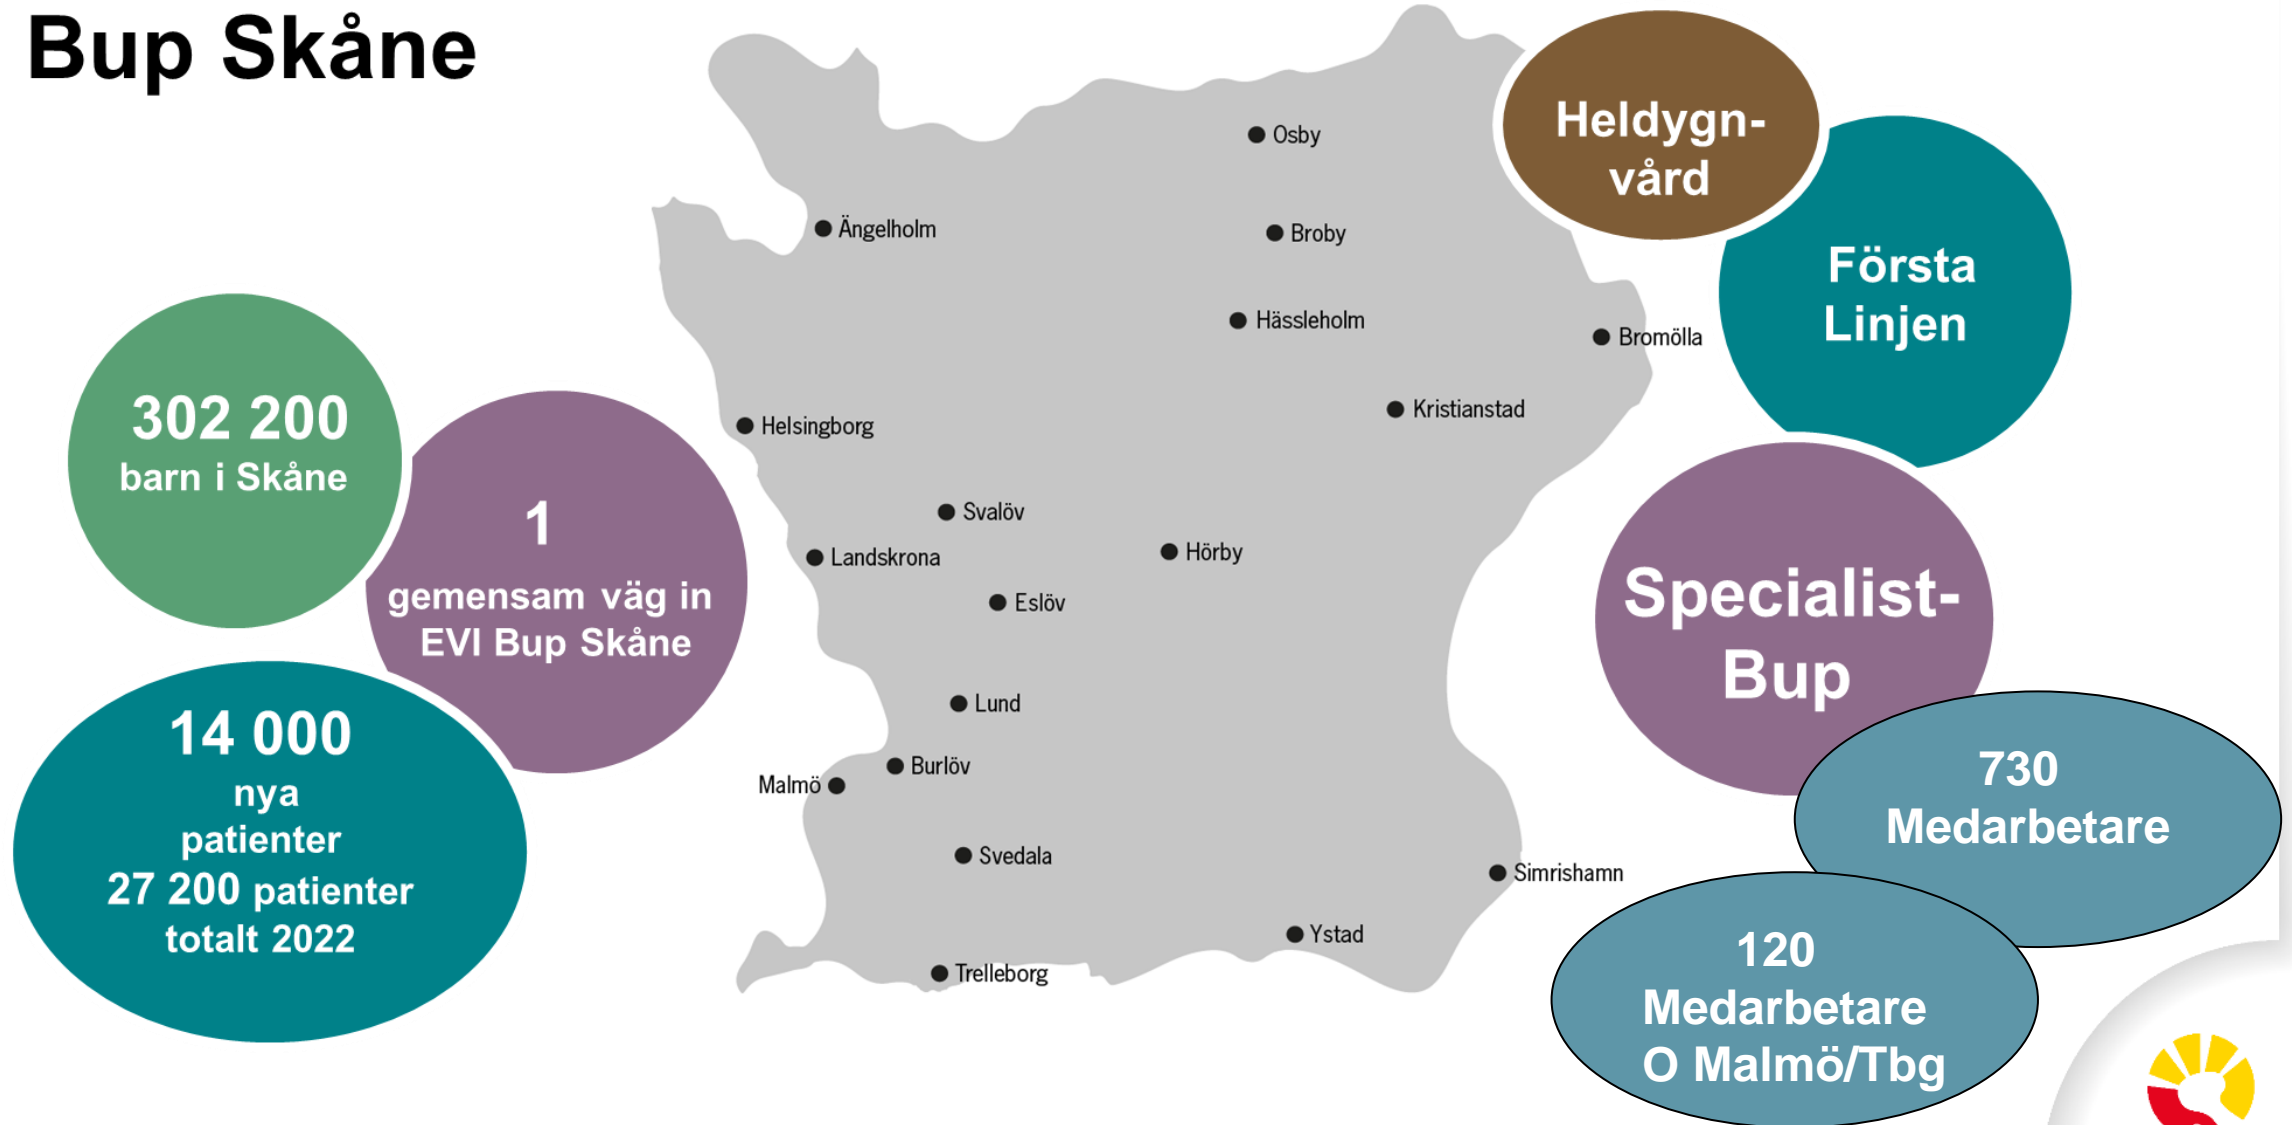 Bup Skåne
302 200
barn i Skåne
1
gemensam väg in
EVI Bup Skåne
14 000
nya
patienter
27 200 patienter
totalt 2022
Osby
Ängelholm
Broby
Hässleholm
Bromölla
Kristianstad
Helsingborg
Svalöv
Landskrona
Hörby
Eslöv
Lund
Burlöv
Malmö
Svedala
Simrishamn
Ystad
Trelleborg
Heldygn-
vård
Första
Linjen
Specialist-
Bup
730
Medarbetare
120
Medarbetare
O Malmö/Tbg